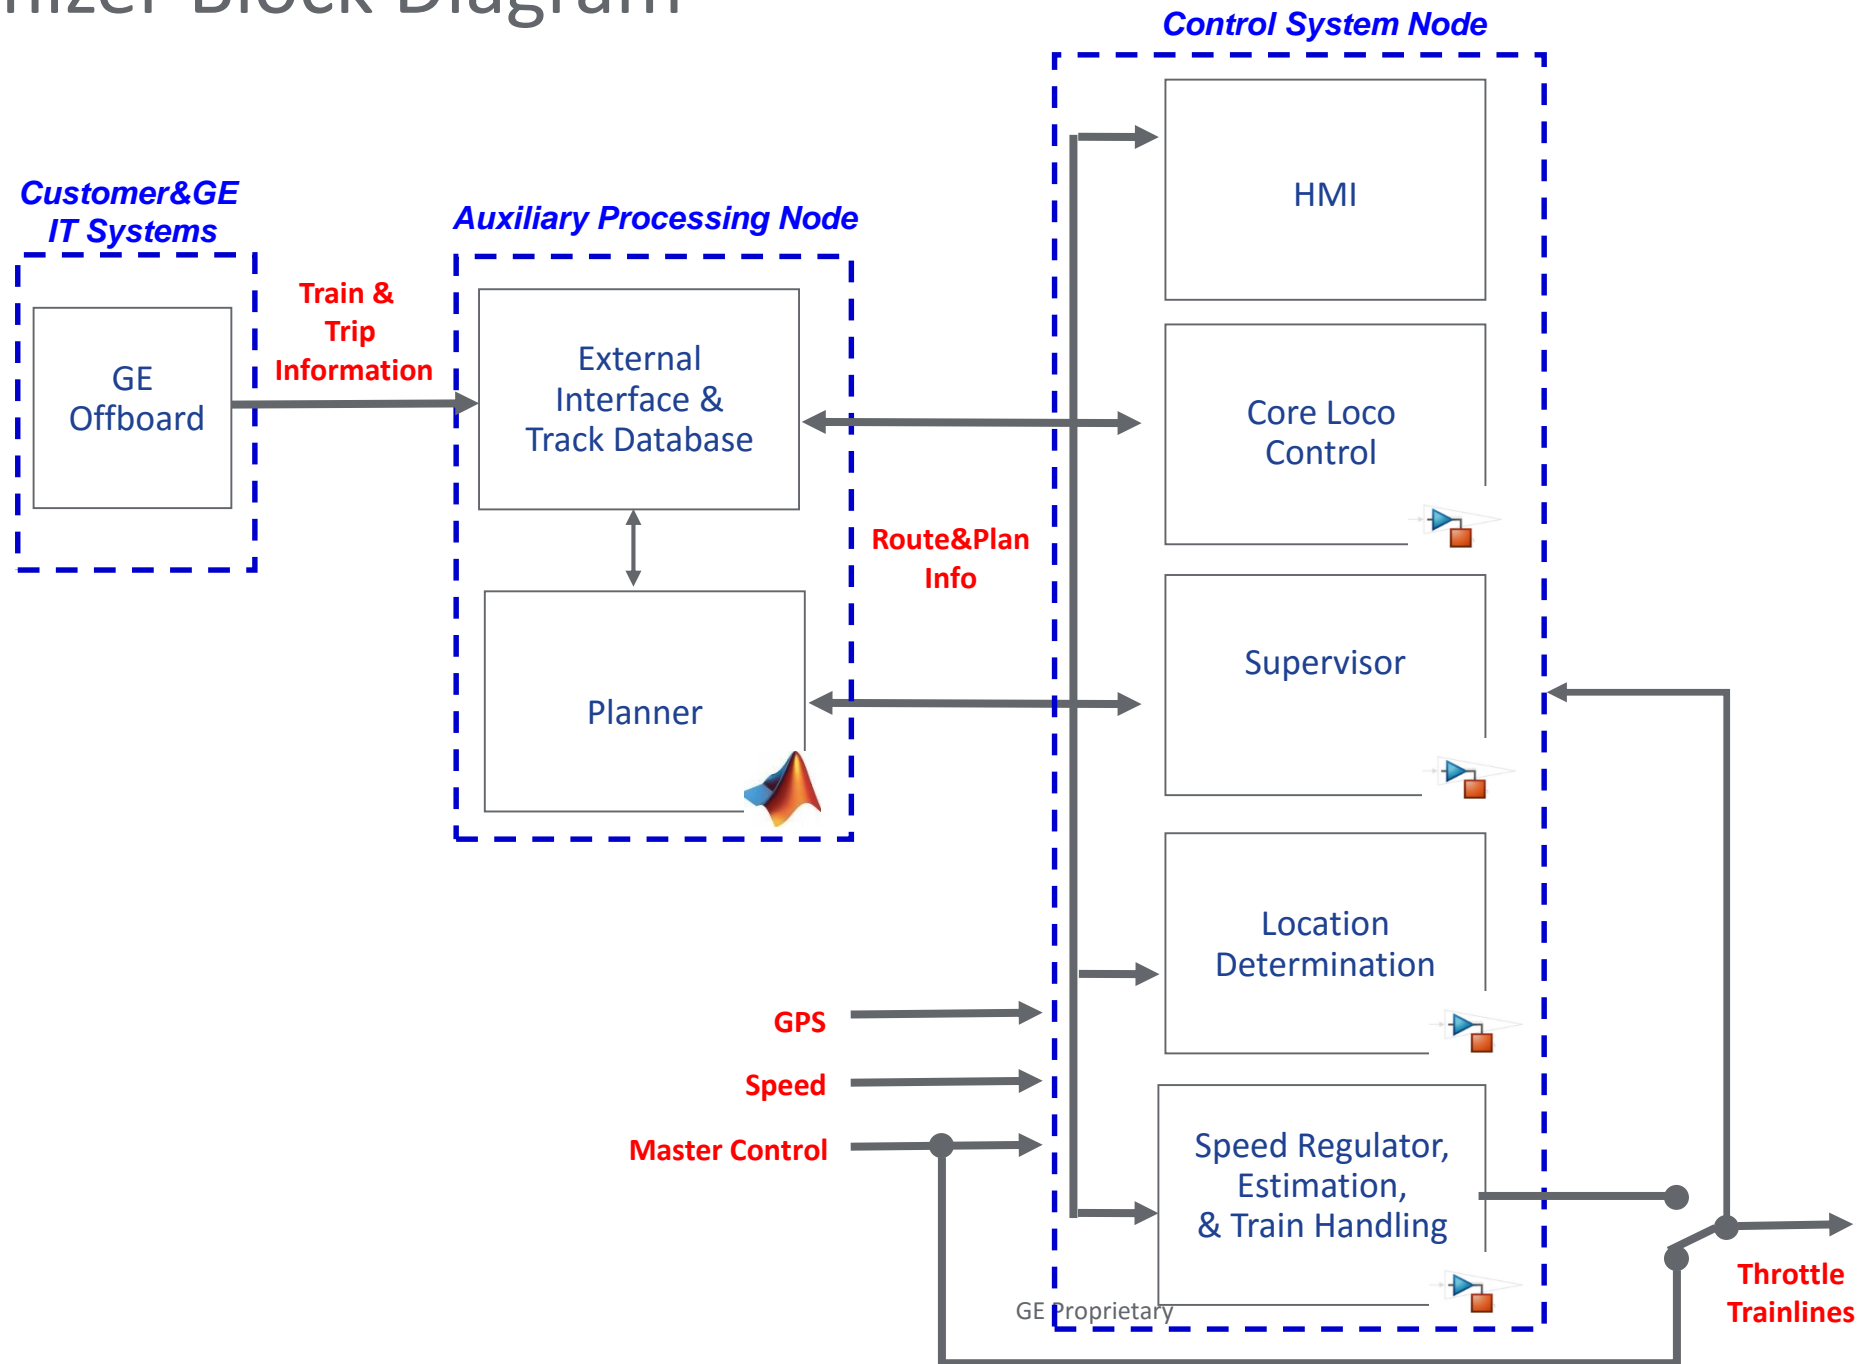 Block Diagram
Control System Node
Customer&GE
IT Systems
Auxiliary Processing Node
HMI
Train &
Trip
Information
GE
Offboard
External
Interface &
Track Database
Core Loco
Control
Route&Plan
Info
Supervisor
Planner
Location
Determination
GPS
Speed
Master Control
Speed Regulator,
Estimation,
& Train Handling
Throttle
Trainlines
GE Proprietary